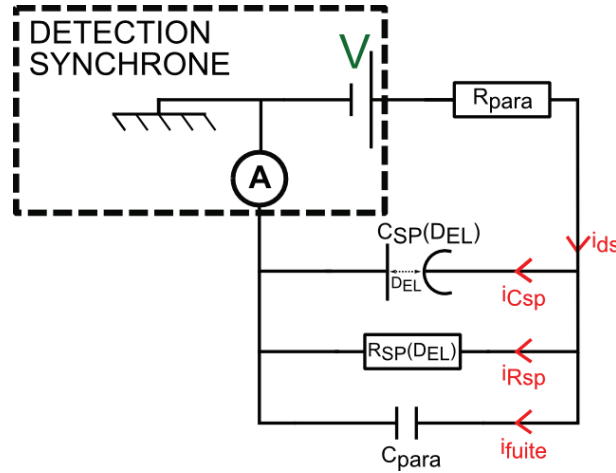 DETECTION
SYNCHRONE
V
Rpara
A
CSP(DEL)
ids
DEL
iCsp
RSP(DEL)
iRsp
Cpara
ifuite